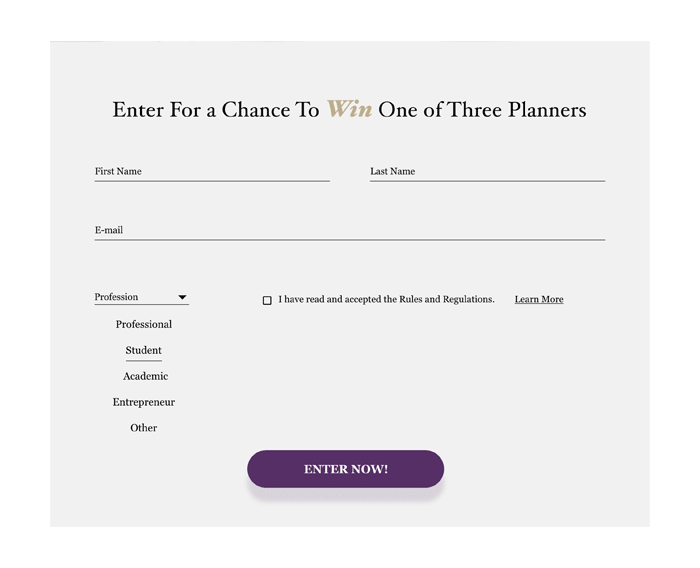 Enter For a Chance To Win One of Three Planners
First Name
Last Name
E-mail
Profession
I have read and accepted the Rules and Regulations.
Learn More
Professional
Student
Academic
Entrepreneur
Other
ENTER NOW!